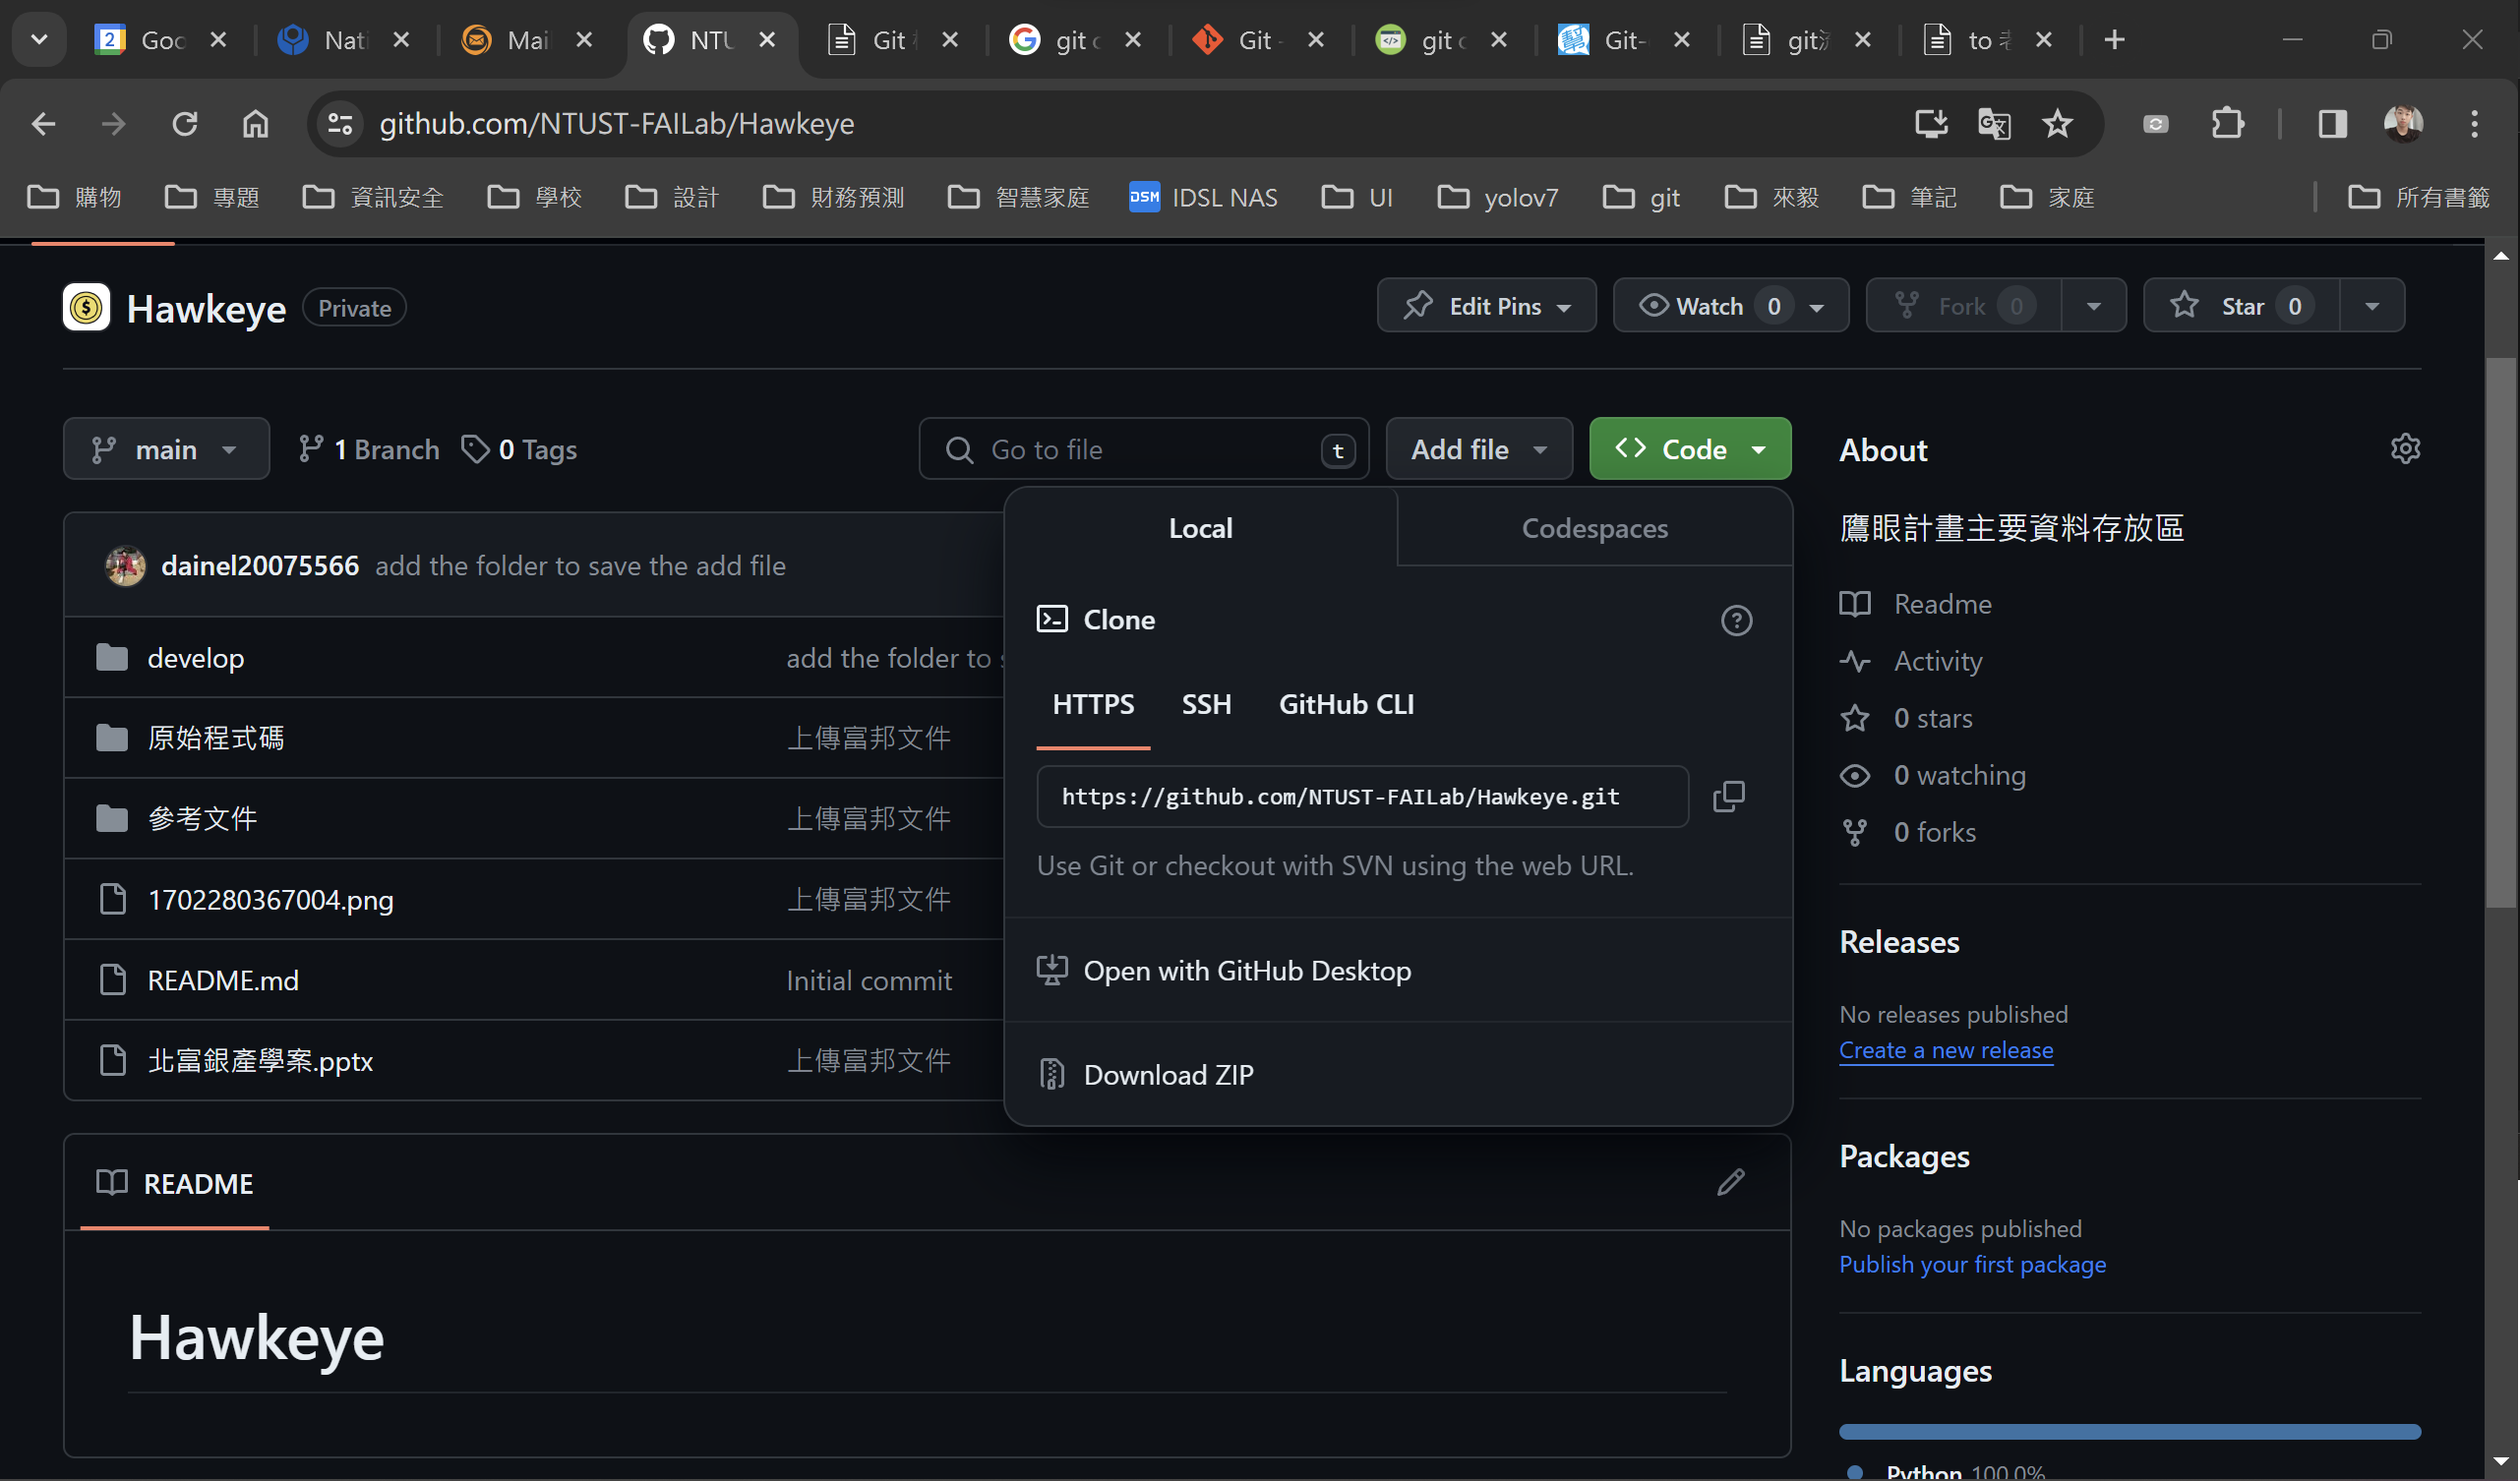 2 Goo Nati Mail NTU Git git c Git - git c Git- git to
github.com/NTUST-FAILab/Hawkeye
購物 專題 資訊安全 學校 設計 財務預測 智慧家庭 DSM IDSL NAS UI yolov7 git 來毅 筆記 家庭 所有書籤
Hawkeye Private Edit Pins Watch 0 Fork 0 Star 0
main 1 Branch 0 Tags Go to file t Add file Code
dainel20075566 add the folder to save the add file
develop add the folder to s
原始程式碼 上傳富邦文件
參考文件 上傳富邦文件
1702280367004.png 上傳富邦文件
README.md Initial commit
北富銀產學案.pptx 上傳富邦文件
Local Codespaces
Clone
HTTPS SSH GitHub CLI
https://github.com/NTUST-FAILab/Hawkeye.git
Use Git or checkout with SVN using the web URL.
Open with GitHub Desktop
Download ZIP
README
Hawkeye
About
鷹眼計畫主要資料存放區
Readme
Activity
0 stars
0 watching
0 forks
Releases
No releases published
Create a new release
Packages
No packages published
Publish your first package
Languages
Python 100.0%